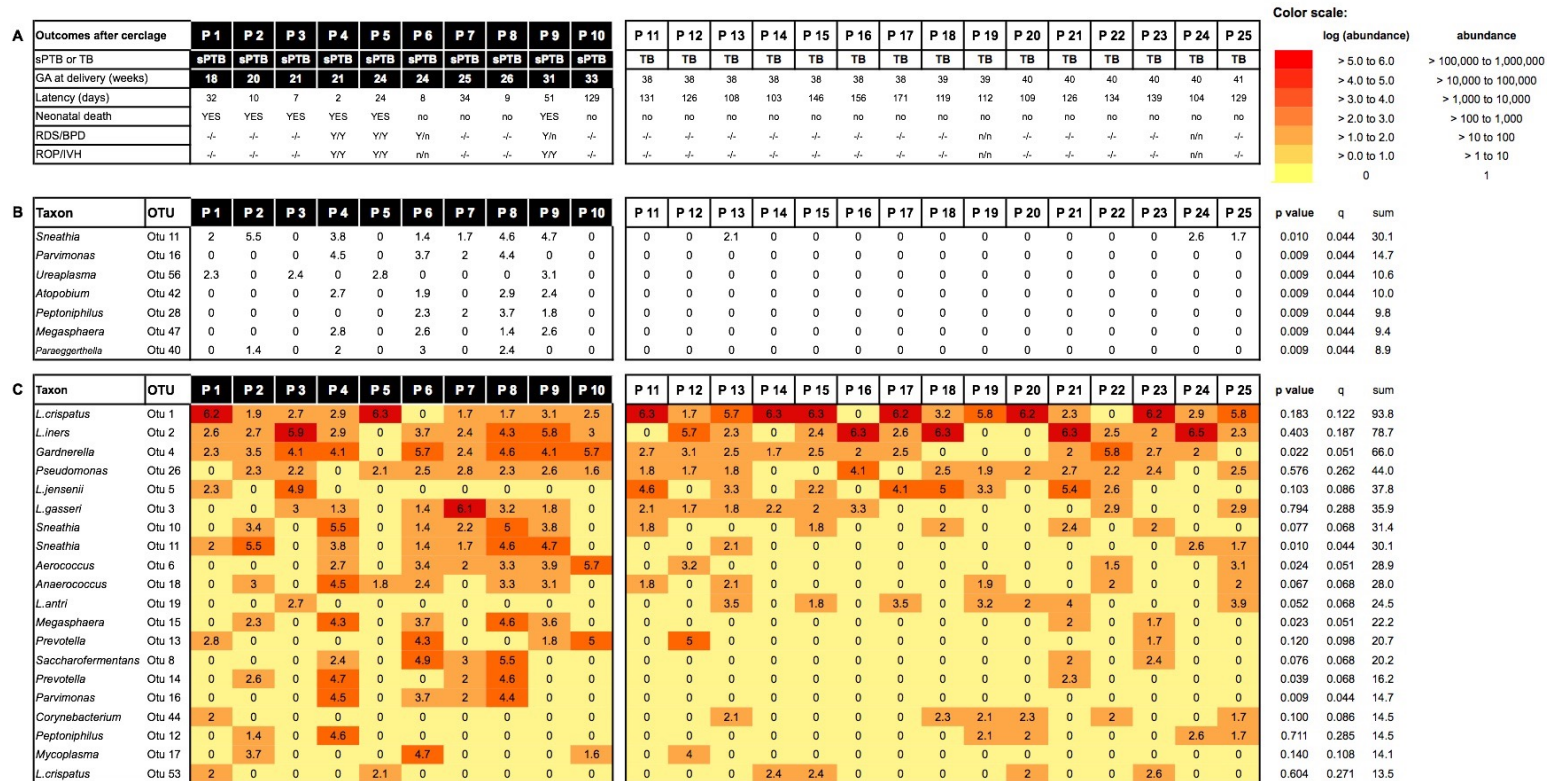 Color scale:
log (abundance) abundance
> 5.0 to 6.0 > 100,000 to 1,000,000
> 4.0 to 5.0 > 10,000 to 100,000
> 3.0 to 4.0 > 1,000 to 10,000
> 2.0 to 3.0 > 100 to 1,000
> 1.0 to 2.0 > 10 to 100
> 0.0 to 1.0 > 1 to 10
0 1
A Outcomes after cerclage P 1 P 2 P 3 P 4 P 5 P 6 P 7 P 8 P 9 P 10 P 11 P 12 P 13 P 14 P 15 P 16 P 17 P 18 P 19 P 20 P 21 P 22 P 23 P 24 P 25
sPTB or TB sPTB sPTB sPTB sPTB sPTB sPTB sPTB sPTB sPTB sPTB TB TB TB TB TB TB TB TB TB TB TB TB TB TB TB
GA at delivery (weeks) 18 20 21 21 24 24 25 26 31 33 38 38 38 38 38 38 38 39 39 40 40 40 40 40 41
Latency (days) 32 10 7 2 24 8 34 9 51 129 131 126 108 103 146 156 171 119 112 109 126 134 139 104 129
Neonatal death YES YES YES YES YES no no no YES no no no no no no no no no no no no no no no no
RDS/BPD -/- -/- -/- Y/Y Y/Y Y/n -/- -/- Y/n -/- -/- -/- -/- -/- -/- -/- -/- -/- n/n -/- -/- -/- -/- n/n -/-
ROP/IVH -/- -/- -/- Y/Y Y/Y n/n -/- -/- Y/Y -/- -/- -/- -/- -/- -/- -/- -/- -/- n/n -/- -/- -/- -/- n/n -/-
B Taxon OTU P 1 P 2 P 3 P 4 P 5 P 6 P 7 P 8 P 9 P 10 P 11 P 12 P 13 P 14 P 15 P 16 P 17 P 18 P 19 P 20 P 21 P 22 P 23 P 24 P 25 p value q sum
Sneathia Otu 11 2 5.5 0 3.8 0 1.4 1.7 4.6 4.7 0 0 0 2.1 0 0 0 0 0 0 0 0 0 0 2.6 1.7 0.010 0.044 30.1
Parvimonas Otu 16 0 0 0 4.5 0 3.7 2 4.4 0 0 0 0 0 0 0 0 0 0 0 0 0 0 0 0 0 0.009 0.044 14.7
Ureaplasma Otu 56 2.3 0 2.4 0 2.8 0 0 0 3.1 0 0 0 0 0 0 0 0 0 0 0 0 0 0 0 0 0.009 0.044 10.6
Atopobium Otu 42 0 0 0 2.7 0 1.9 0 2.9 2.4 0 0 0 0 0 0 0 0 0 0 0 0 0 0 0 0 0.009 0.044 10.0
Peptoniphilus Otu 28 0 0 0 0 0 2.3 2 3.7 1.8 0 0 0 0 0 0 0 0 0 0 0 0 0 0 0 0 0.009 0.044 9.8
Megasphaera Otu 47 0 0 0 2.8 0 2.6 0 1.4 2.6 0 0 0 0 0 0 0 0 0 0 0 0 0 0 0 0 0.009 0.044 9.4
Paraeggerthella Otu 40 0 1.4 0 2 0 3 0 2.4 0 0 0 0 0 0 0 0 0 0 0 0 0 0 0 0 0 0.009 0.044 8.9
C Taxon OTU P 1 P 2 P 3 P 4 P 5 P 6 P 7 P 8 P 9 P 10 P 11 P 12 P 13 P 14 P 15 P 16 P 17 P 18 P 19 P 20 P 21 P 22 P 23 P 24 P 25 p value q sum
L.crispatus Otu 1 6.2 1.9 2.7 2.9 6.3 0 1.7 1.7 3.1 2.5 6.3 1.7 5.7 6.3 6.3 0 6.2 3.2 5.8 6.2 2.3 0 6.2 2.9 5.8 0.183 0.122 93.8
L.iners Otu 2 2.6 2.7 5.9 2.9 0 3.7 2.4 4.3 5.8 3 0 5.7 2.3 0 2.4 6.3 2.6 6.3 0 0 6.3 2.5 2 6.5 2.3 0.403 0.187 78.7
Gardnerella Otu 4 2.3 3.5 4.1 4.1 0 5.7 2.4 4.6 4.1 5.7 2.7 3.1 2.5 1.7 2.5 2 2.5 0 0 0 2 5.8 2.7 2 0 0.022 0.051 66.0
Pseudomonas Otu 26 0 2.3 2.2 0 2.1 2.5 2.8 2.3 2.6 1.6 1.8 1.7 1.8 0 0 4.1 0 2.5 1.9 2 2.7 2.2 2.4 0 2.5 0.576 0.262 44.0
L.jensenii Otu 5 2.3 0 4.9 0 0 0 0 0 0 0 4.6 0 3.3 0 2.2 0 4.1 5 3.3 0 5.4 2.6 0 0 0 0.103 0.086 37.8
L.gasseri Otu 3 0 0 3 1.3 0 1.4 6.1 3.2 1.8 0 2.1 1.7 1.8 2.2 2 3.3 0 0 0 0 0 2.9 0 0 2.9 0.794 0.288 35.9
Sneathia Otu 10 0 3.4 0 5.5 0 1.4 2.2 5 3.8 0 1.8 0 0 0 1.8 0 0 2 0 0 2.4 0 2 0 0 0.077 0.068 31.4
Sneathia Otu 11 2 5.5 0 3.8 0 1.4 1.7 4.6 4.7 0 0 0 2.1 0 0 0 0 0 0 0 0 0 0 2.6 1.7 0.010 0.044 30.1
Aerococcus Otu 6 0 0 0 2.7 0 3.4 2 3.3 3.9 5.7 0 3.2 0 0 0 0 0 0 0 0 0 1.5 0 0 3.1 0.024 0.051 28.9
Anaerococcus Otu 18 0 3 0 4.5 1.8 2.4 0 3.3 3.1 0 1.8 0 2.1 0 0 0 0 0 1.9 0 0 2 0 0 2 0.067 0.068 28.0
L.antri Otu 19 0 0 2.7 0 0 0 0 0 0 0 0 0 3.5 0 1.8 0 3.5 0 3.2 2 4 0 0 0 3.9 0.052 0.068 24.5
Megasphaera Otu 15 0 2.3 0 4.3 0 3.7 0 4.6 3.6 0 0 0 0 0 0 0 0 0 0 0 2 0 1.7 0 0 0.023 0.051 22.2
Prevotella Otu 13 2.8 0 0 0 0 4.3 0 0 1.8 5 0 5 0 0 0 0 0 0 0 0 0 0 1.7 0 0 0.120 0.098 20.7
Saccharofermentans Otu 8 0 0 0 2.4 0 4.9 3 5.5 0 0 0 0 0 0 0 0 0 0 0 0 2 0 2.4 0 0 0.076 0.068 20.2
Prevotella Otu 14 0 2.6 0 4.7 0 0 2 4.6 0 0 0 0 0 0 0 0 0 0 0 0 2.3 0 0 0 0 0.039 0.068 16.2
Parvimonas Otu 16 0 0 0 4.5 0 3.7 2 4.4 0 0 0 0 0 0 0 0 0 0 0 0 0 0 0 0 0 0.009 0.044 14.7
Corynebacterium Otu 44 2 0 0 0 0 0 0 0 0 0 0 0 2.1 0 0 0 0 2.3 2.1 2.3 0 2 0 0 1.7 0.100 0.086 14.5
Peptoniphilus Otu 12 0 1.4 0 4.6 0 0 0 0 0 0 0 0 0 0 0 0 0 0 2.1 2 0 0 0 2.6 1.7 0.711 0.285 14.5
Mycoplasma Otu 17 0 3.7 0 0 0 4.7 0 0 0 1.6 0 4 0 0 0 0 0 0 0 0 0 0 0 0 0 0.140 0.108 14.1
L.crispatus Otu 53 2 0 0 0 2.1 0 0 0 0 0 0 0 0 2.4 2.4 0 0 0 0 2 0 0 2.6 0 0 0.604 0.271 13.5